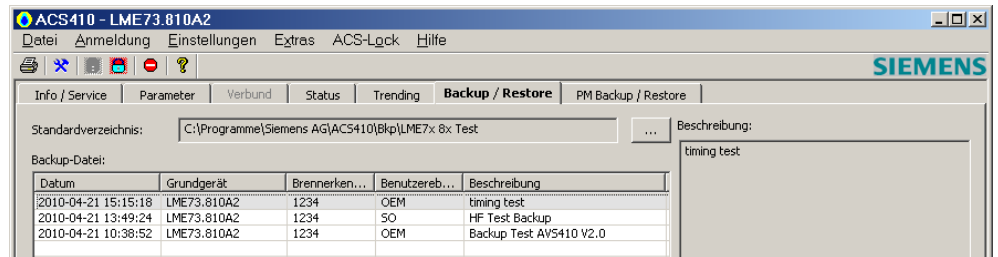 ACS410 - LME73.810A2
Datei Anmeldung Einstellungen Extras ACS-Lock Hilfe
SIEMENS
Info / Service Parameter Verbund Status Trending Backup / Restore PM Backup / Restore
Standardverzeichnis: C:\Programme\Siemens AG\ACS410\Bkp\LME7x 8x Test ... Beschreibung:
timing test
Backup-Datei:
Datum Grundgerät Brennerken... Benutzereb... Beschreibung
2010-04-21 15:15:18 LME73.810A2 1234 OEM timing test
2010-04-21 13:49:24 LME73.810A2 1234 SO HF Test Backup
2010-04-21 10:38:52 LME73.810A2 1234 OEM Backup Test AVS410 V2.0